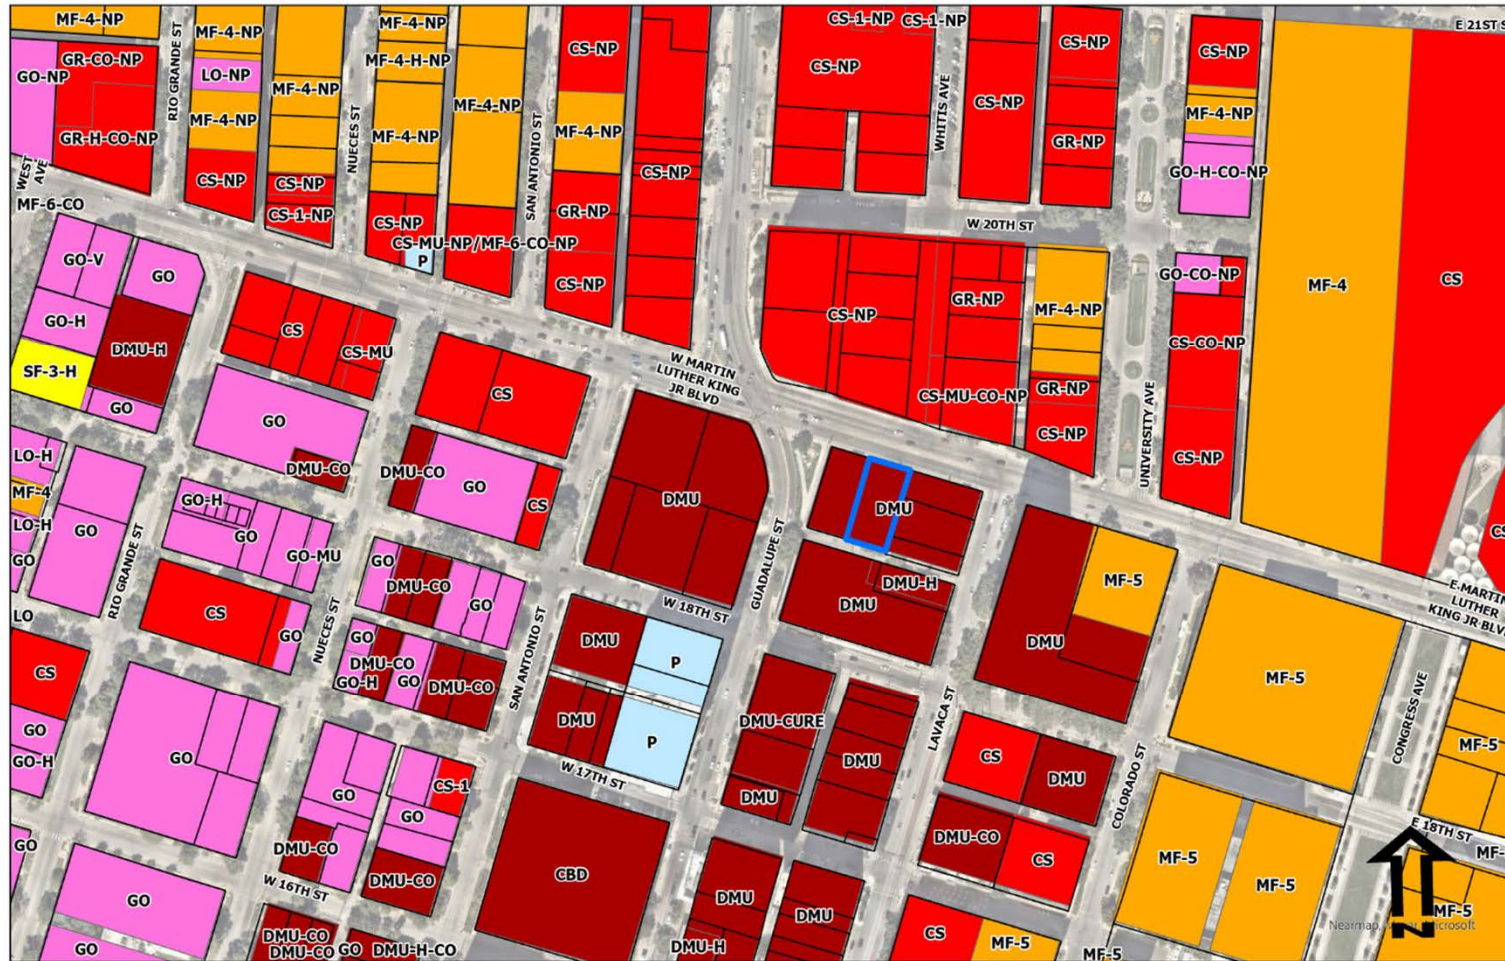 MF-4-NP
MF-4-NP
CS-NP
CS-1-NP
CS-1-NP
E 21ST S
GR-CO-NP
GO-NP
LO-NP
MF-4-H-NP
CS-NP
CS-NP
CS-NP
RIO GRANDE ST
MF-4-NP
MF-4-NP
CS-NP
CS-NP
MF-4-NP
GR-H-CO-NP
MF-4-NP
MF-4-NP
MF-4-NP
GR-NP
WHITIS AVE
NUECES ST
SAN ANTONIO ST
WEST
AVE
CS-NP
CS-NP
CS-NP
GO-H-CO-NP
MF-6-CO
CS-1-NP
CS-NP
GR-NP
W 20TH ST
CS-MU-NP/MF-6-CO-NP
P
GO-V
GO
CS-NP
GO-CO-NP
MF-4
CS
GR-NP
MF-4-NP
CS-NP
GO-H
DMU-H
CS
CS-MU
CS-CO-NP
SF-3-H
W MARTIN
LUTHER KING
JR BLVD
CS
CS-MU-CO-NP
GR-NP
UNIVERSITY AVE
GO
GO
CS-NP
CS-NP
LO-H
DMU-CO
DMU-CO
GO
DMU
DMU
MF-4
GO-H
CS
CS
LO-H
GO
GO
GO
GO-MU
GUADALUPE ST
GO
RIO GRANDE ST
DMU-CO
GO
DMU-H
DMU
MF-5
E MARTIN
LUTHER
KING JR BLV
LO
CS
GO
NUECES ST
GO
W 18TH ST
DMU
DMU
DMU-CO
P
CS
GO-H
GO
DMU-CO
SAN ANTONIO ST
MF-5
GO
DMU
P
DMU-CURE
LAVACA ST
CONGRESS AVE
MF-5
GO-H
GO
W 17TH ST
DMU
CS
DMU
COLORADO ST
CS-1
GO
GO
DMU
E 18TH ST
GO
DMU-CO
DMU-CO
CS
MF-5
MF-5
MF-
DMU-CO
CBD
W 16TH ST
GO
DMU
DMU
MF-5
N
DMU-CO
DMU-CO
GO
DMU-H-CO
DMU-H
CS
MF-5
MF-5
GO